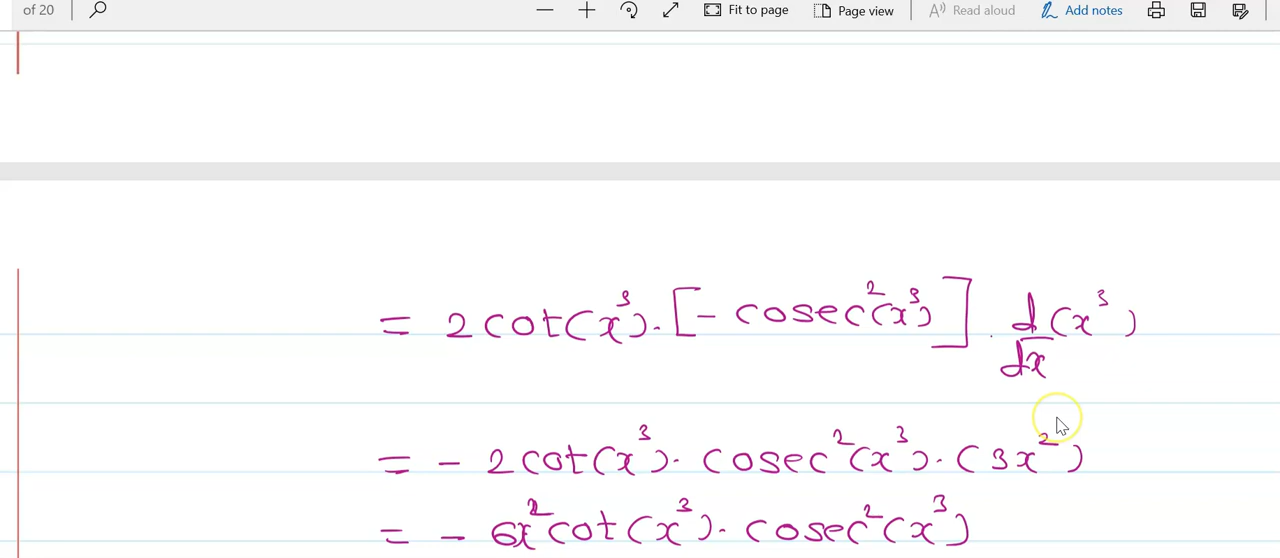 of 20 Fit to page Page view Read aloud Add notes
= 2cot(x³).[-cosec²(x³)] . d/dx (x³)
= - 2cot(x³). cosec²(x³).(3x²)
= - 6x²cot(x³). cosec²(x³)